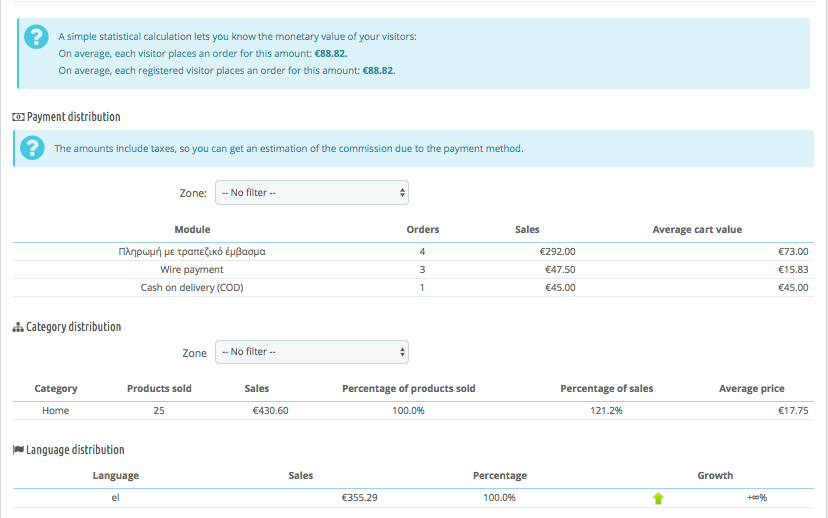 A simple statistical calculation lets you know the monetary value of your visitors:
On average, each visitor places an order for this amount: €88.82.
On average, each registered visitor places an order for this amount: €88.82.
Payment distribution
The amounts include taxes, so you can get an estimation of the commission due to the payment method.
Zone: -- No filter --
Module Orders Sales Average cart value
Πληρωμή με τραπεζικό έμβασμα 4 €292.00 €73.00
Wire payment 3 €47.50 €15.83
Cash on delivery (COD) 1 €45.00 €45.00
Category distribution
Zone -- No filter --
Category Products sold Sales Percentage of products sold Percentage of sales Average price
Home 25 €430.60 100.0% 121.2% €17.75
Language distribution
Language Sales Percentage Growth
el €355.29 100.0% +∞%